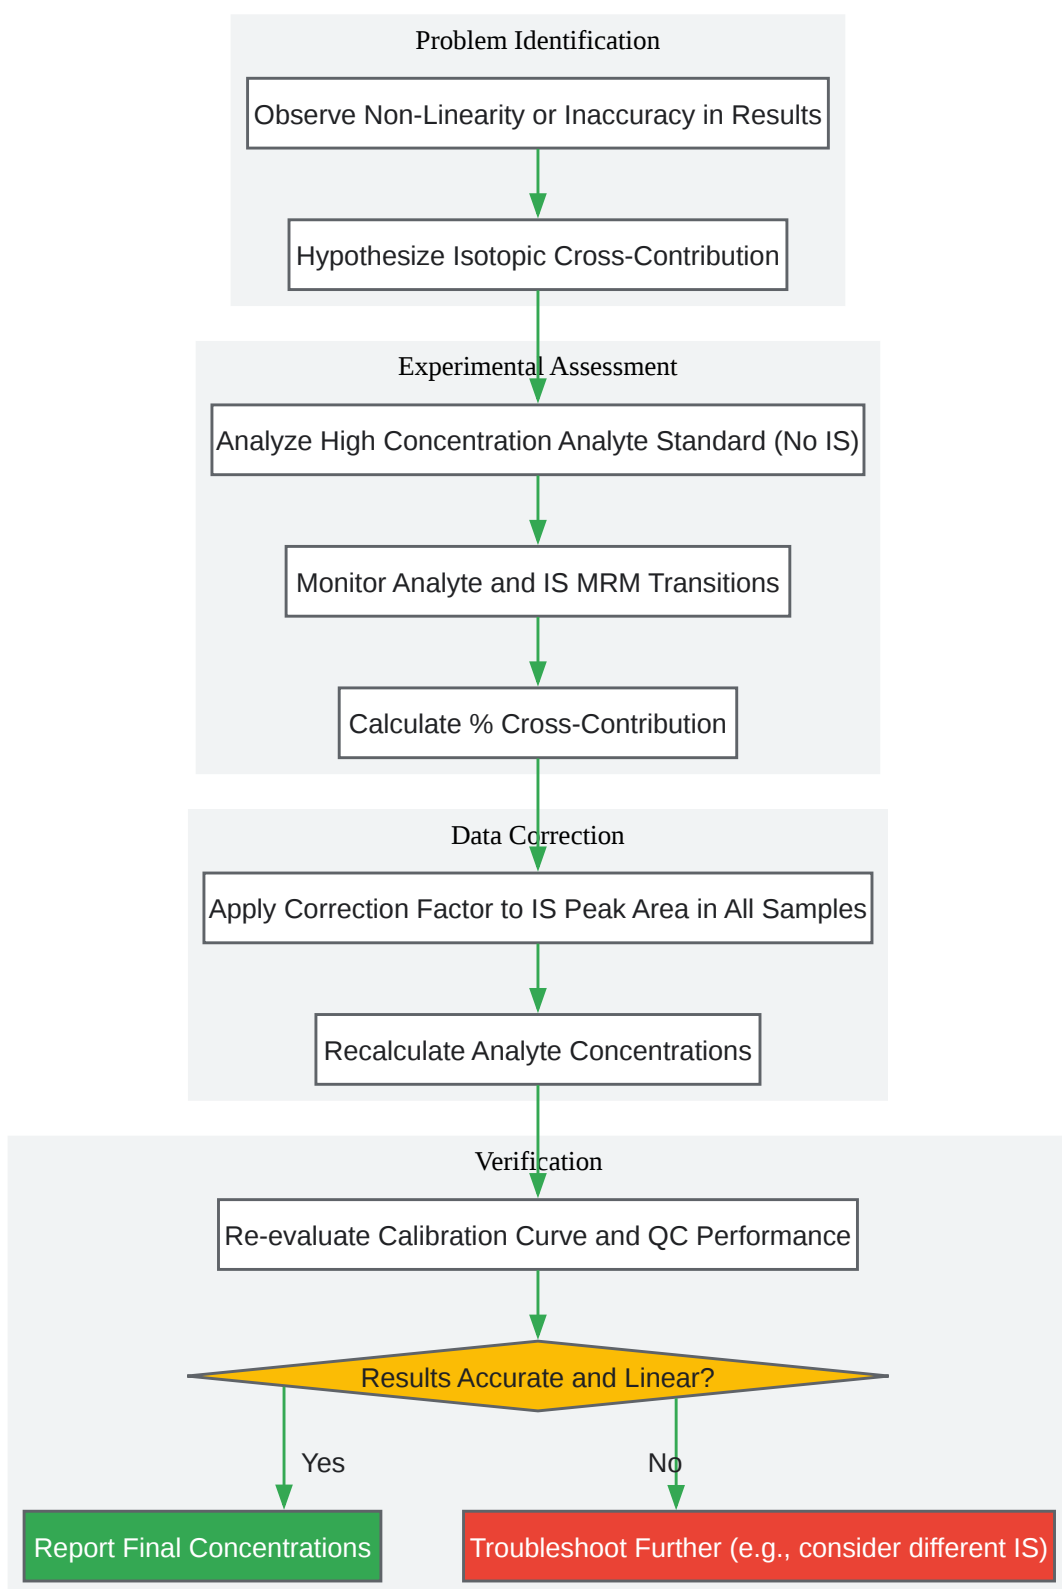 Problem Identification
Observe Non-Linearity or Inaccuracy in Results
Hypothesize Isotopic Cross-Contribution
Experimental Assessment
Analyze High Concentration Analyte Standard (No IS)
Monitor Analyte and IS MRM Transitions
Calculate % Cross-Contribution
Data Correction
Apply Correction Factor to IS Peak Area in All Samples
Recalculate Analyte Concentrations
Verification
Re-evaluate Calibration Curve and QC Performance
Results Accurate and Linear?
Yes
No
Report Final Concentrations
Troubleshoot Further (e.g., consider different IS)